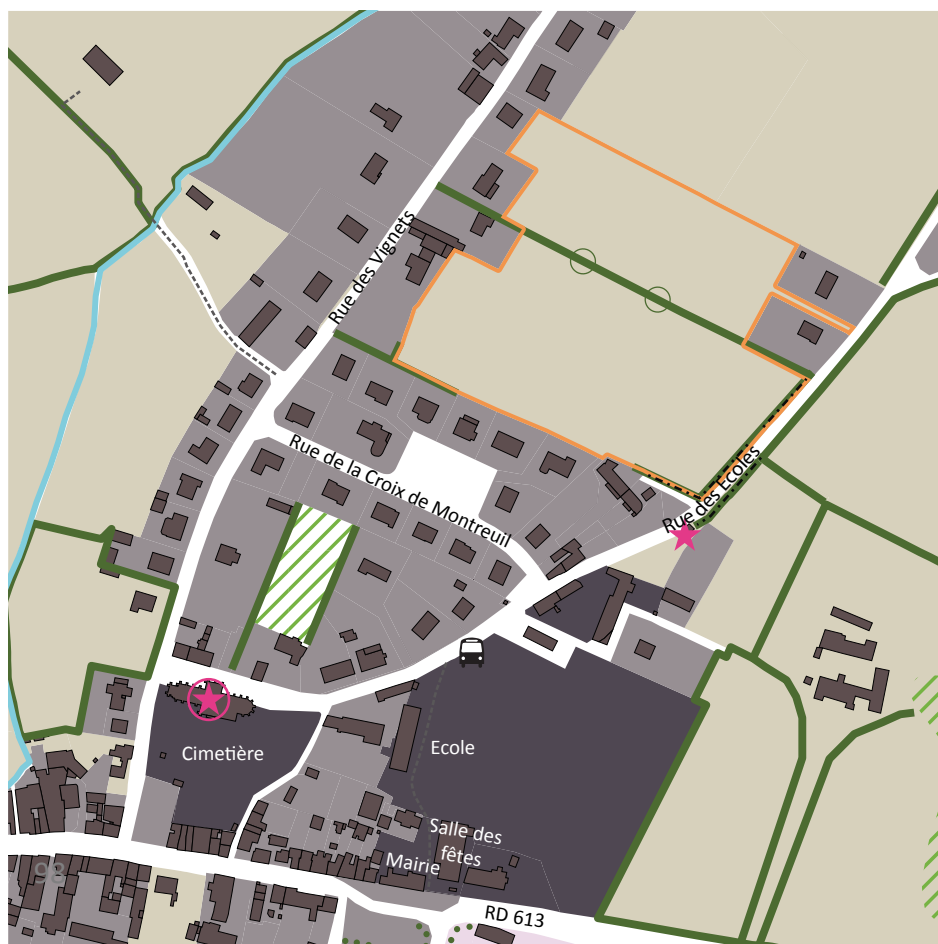 Rue des Vignets
Rue de la Croix de Montreuil
Rue des Ecoles
Cimetière
Ecole
Salle des
fêtes
Mairie
98
RD 613